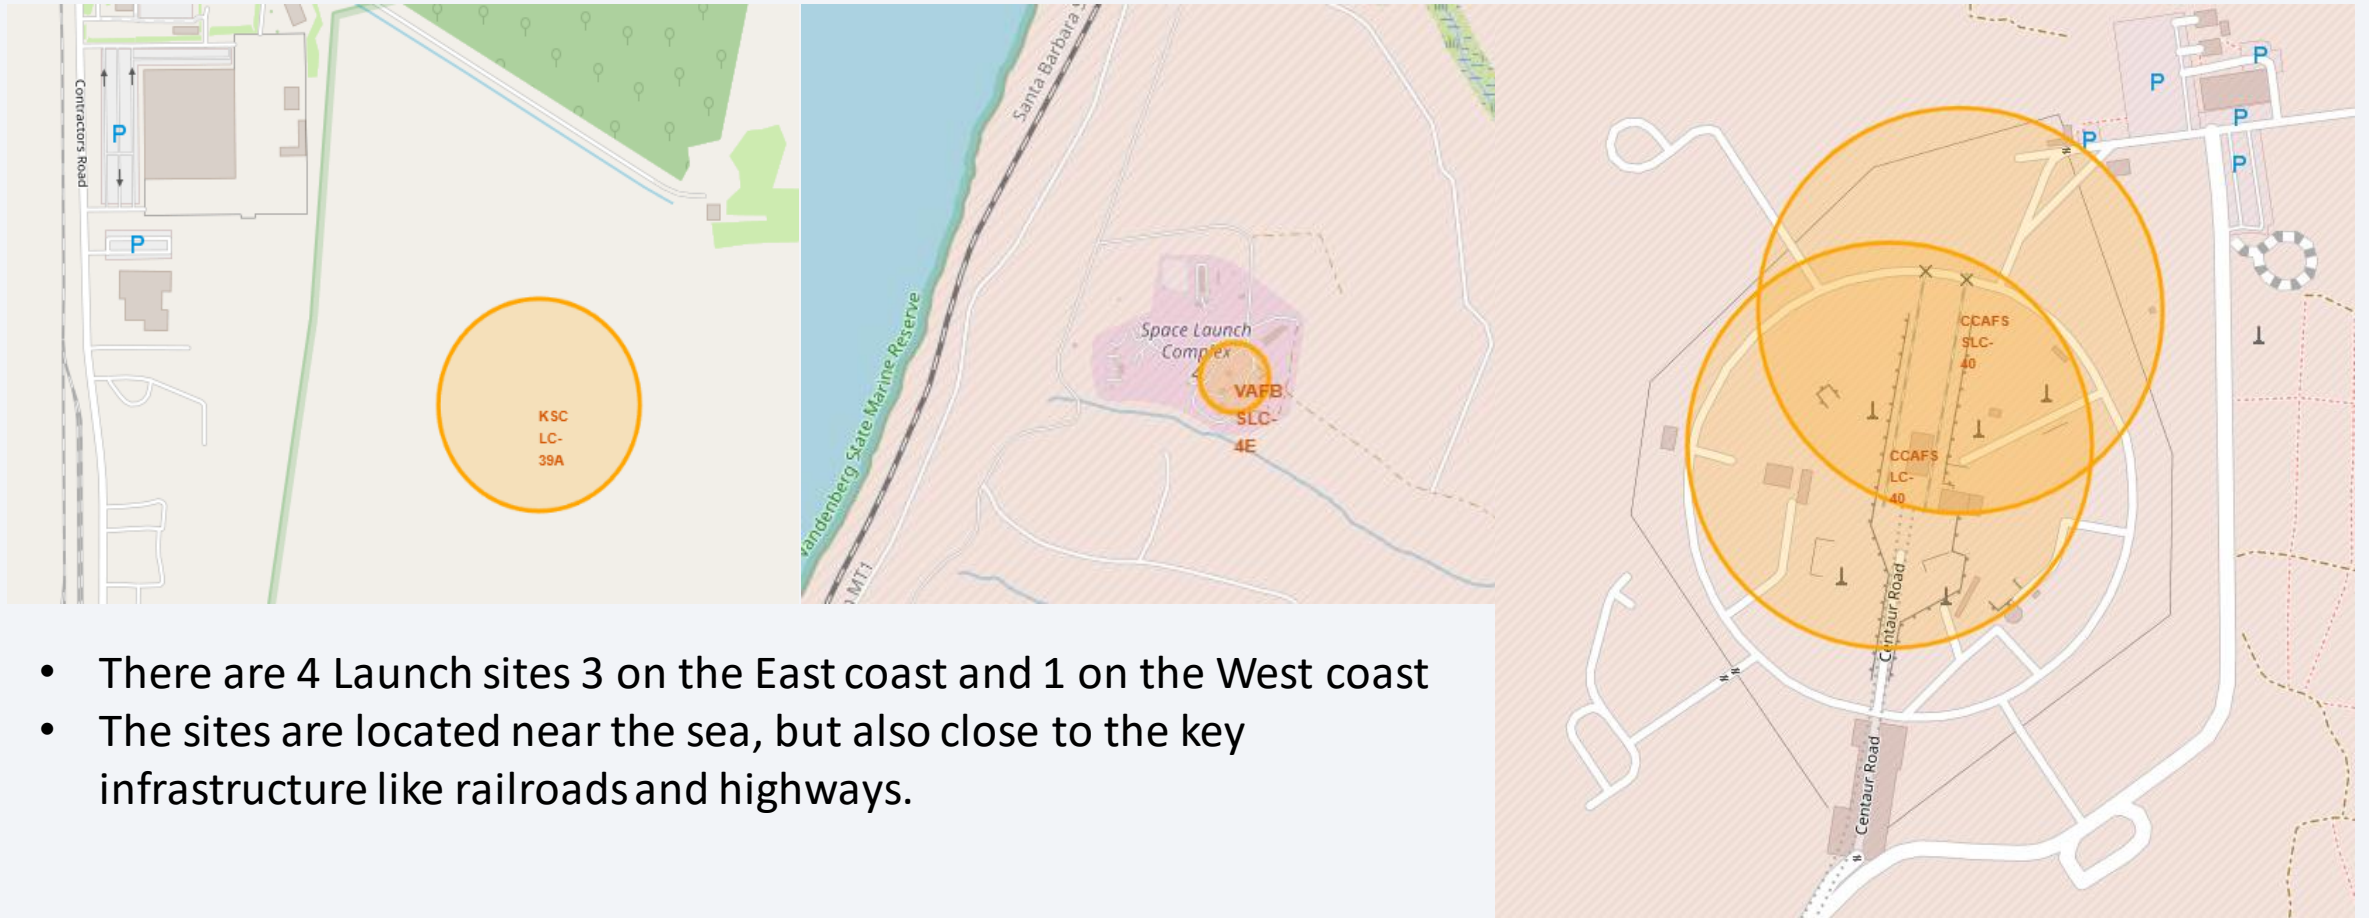 Contractors Road
P
P
KSC
LC-
39A
Santa Barbara
Vandenberg State Marine Reserve
MT1
Space Launch
Complex
4
VAFB
SLC-
4E
P
P
P
P
P
CCAFS
SLC-
40
CCAFS
LC-
40
Centaur Road
Centaur Road
• There are 4 Launch sites 3 on the East coast and 1 on the West coast
• The sites are located near the sea, but also close to the key
infrastructure like railroads and highways.